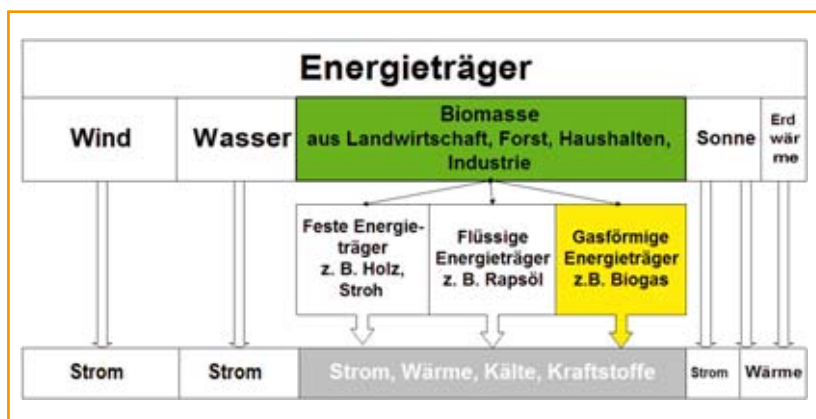 Energieträger
Wind
Wasser
Biomasse
aus Landwirtschaft, Forst, Haushalten,
Industrie
Sonne
Erd
wär
me
Feste Energie-
träger
z. B. Holz,
Stroh
Flüssige
Energieträger
z. B. Rapsöl
Gasförmige
Energieträger
z.B. Biogas
Strom
Strom
Strom, Wärme, Kälte, Kraftstoffe
Strom
Wärme